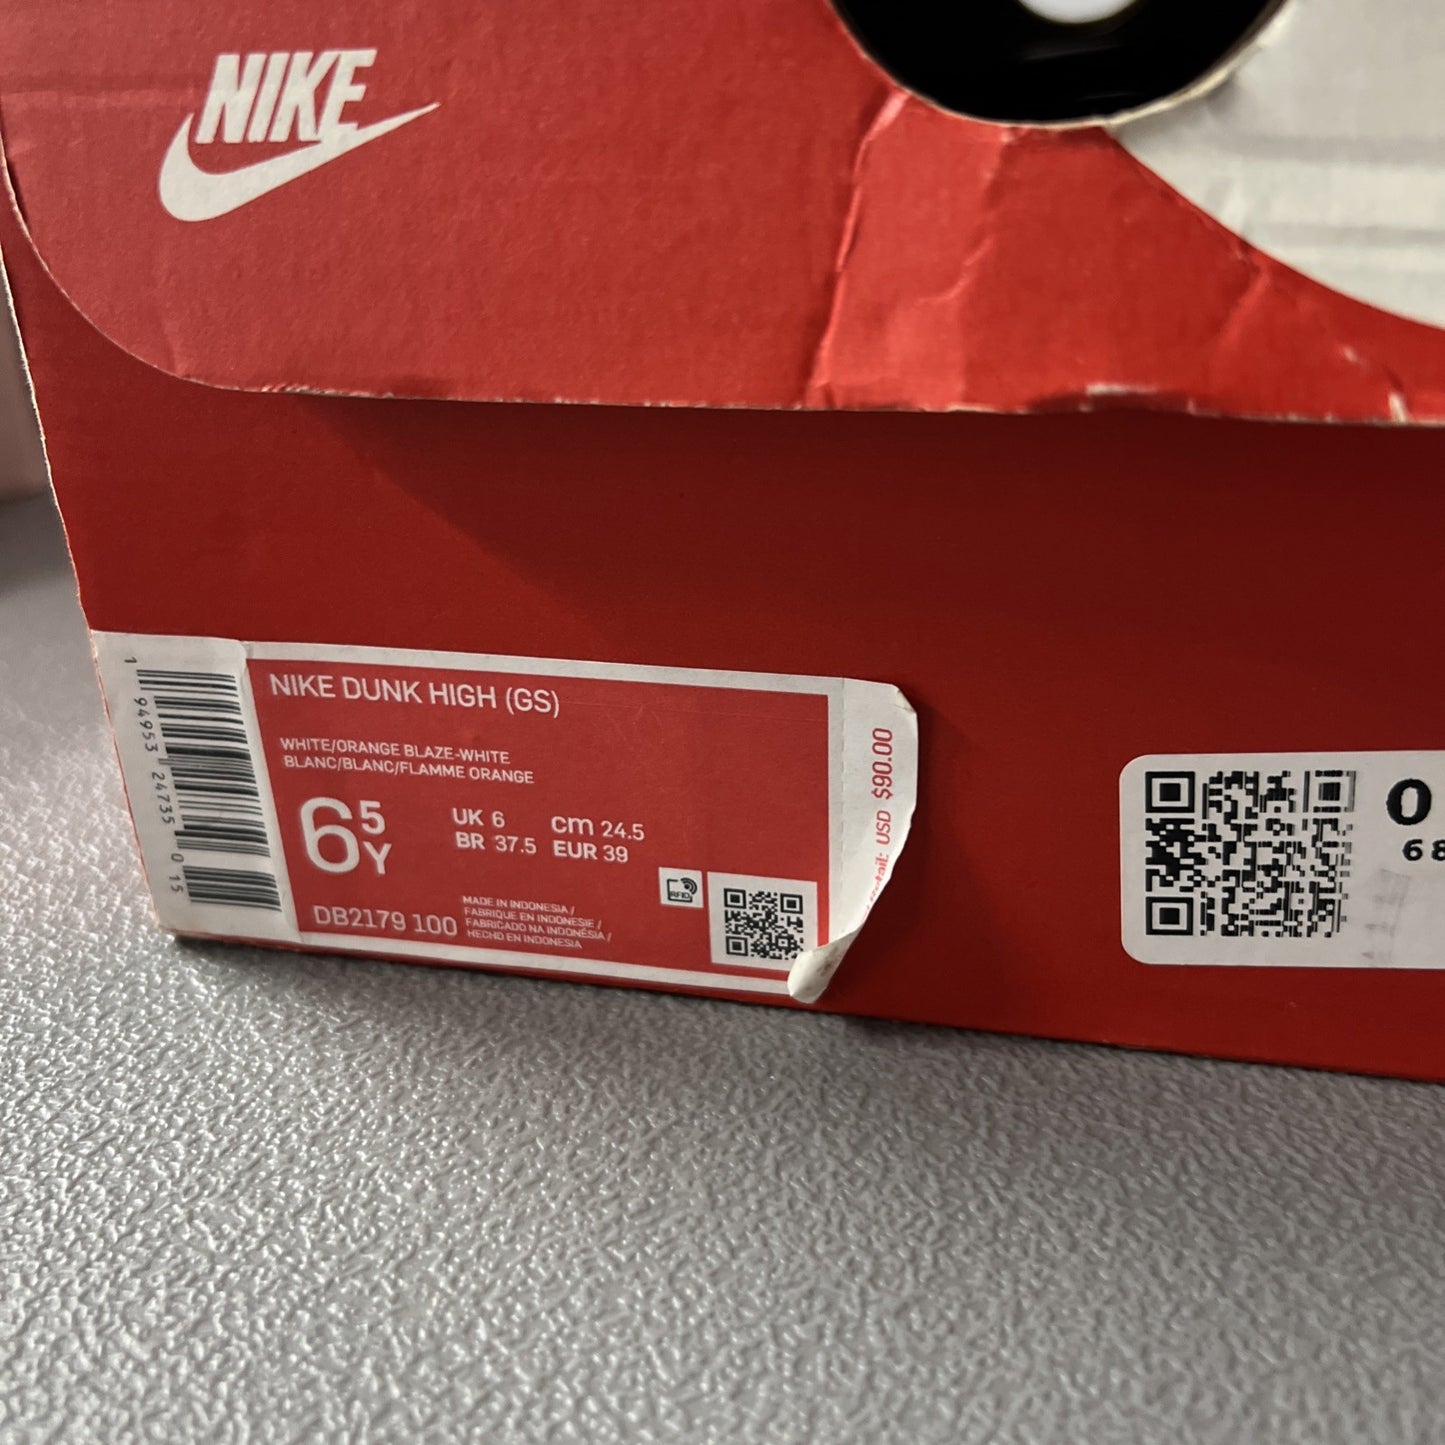 NIKE
NIKE DUNK HIGH (GS)
WHITE/ORANGE BLAZE-WHITE
BLANC/BLANC/FLAMME ORANGE
6 5Y
UK 6 cm 24.5
BR 37.5 EUR 39
DB2179 100
MADE IN INDONESIA /
FABRIQUE EN INDONESIE /
FABRICADO NA INDONÉSIA /
HECHO EN INDONESIA
RFID
1 94953 24735 0 15
USD $90.00
0
68